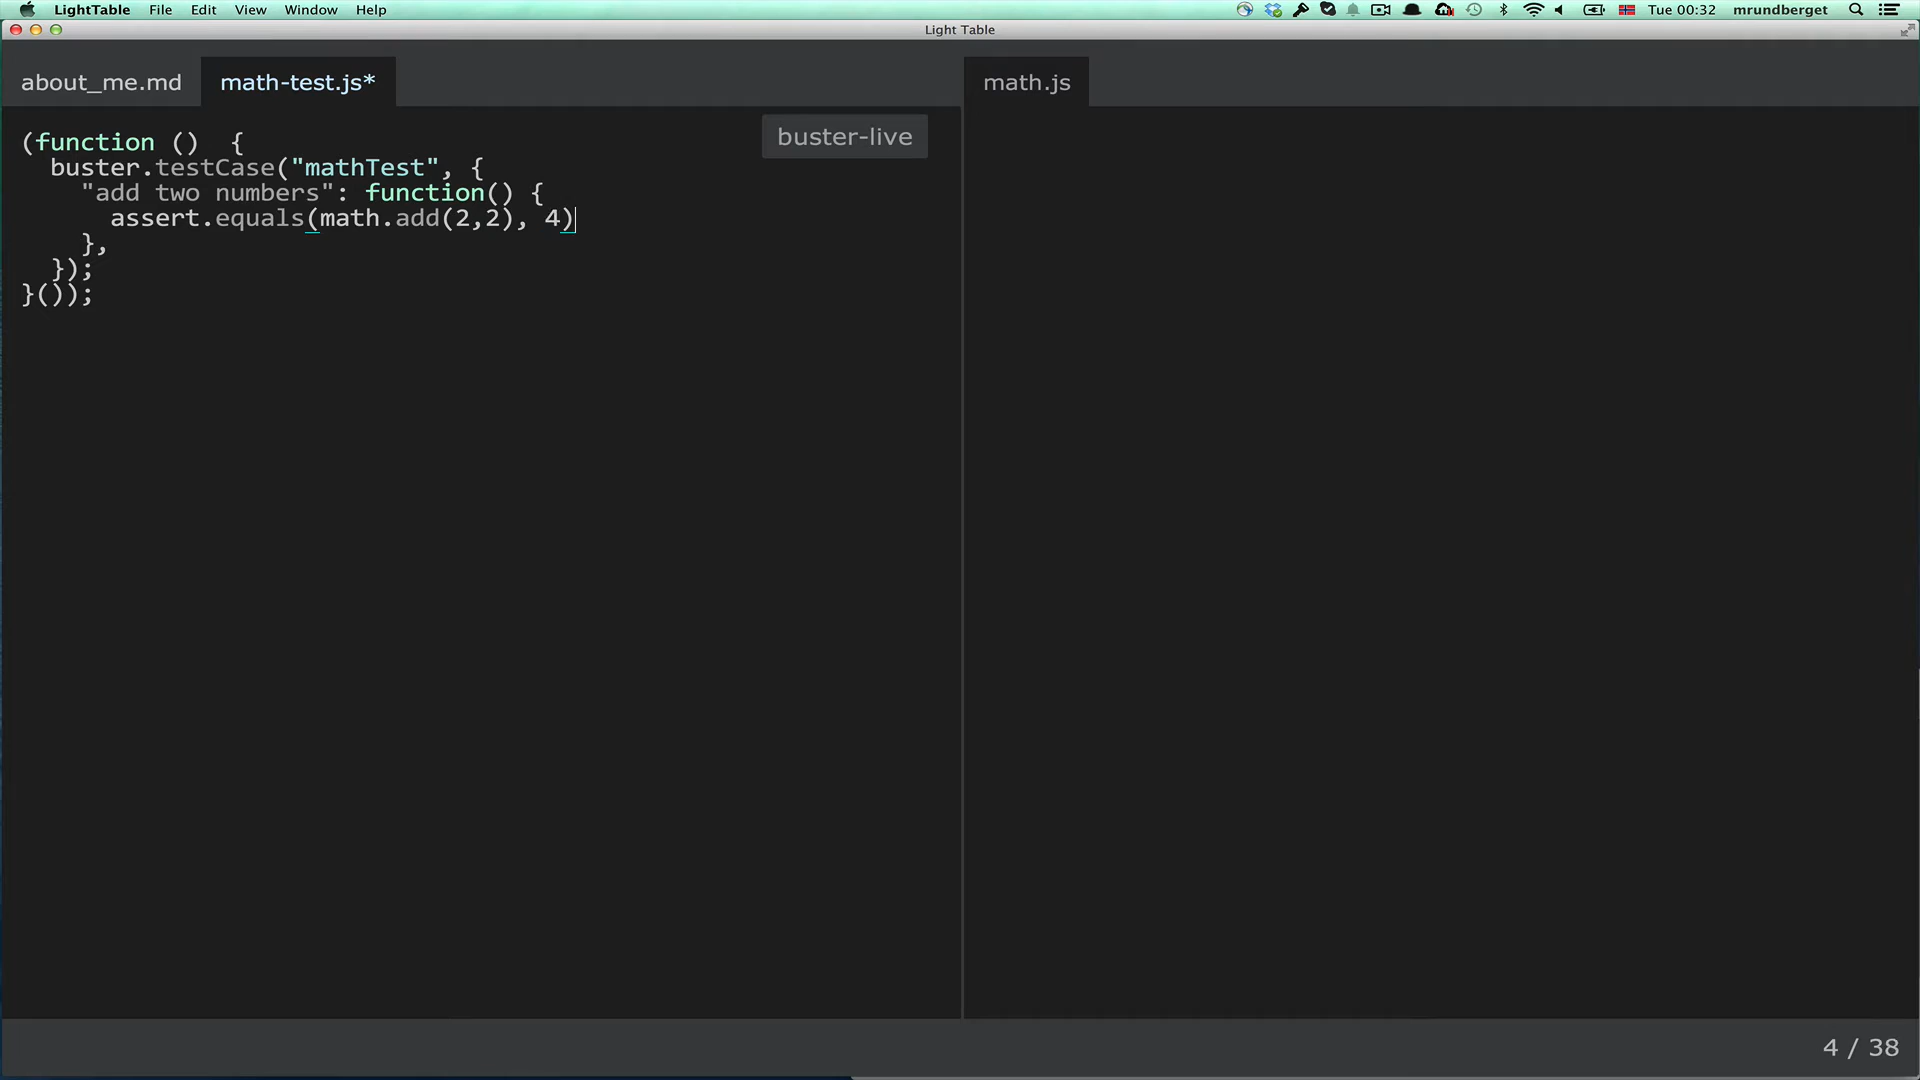 LightTable File Edit View Window Help Tue 00:32 mrundberget
Light Table
about_me.md math-test.js* math.js
buster-live
(function ()  {
  buster.testCase("mathTest", {
    "add two numbers": function() {
      assert.equals(math.add(2,2), 4)
    },
  });
}());
4 / 38